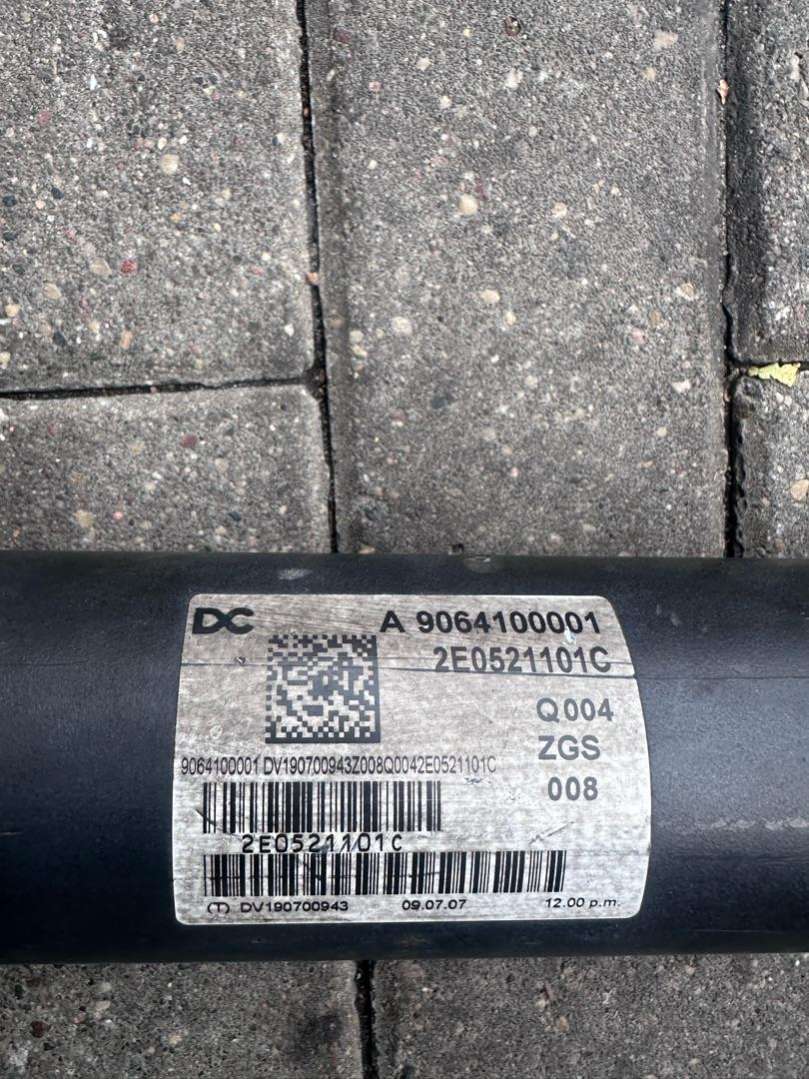 DC A 9064100001
2E0521101C
Q004
ZGS
008
9064100001 DV190700943Z008Q0042E0521101C
2E0521101C
(T) DV190700943 09.07.07 12.00 p.m.